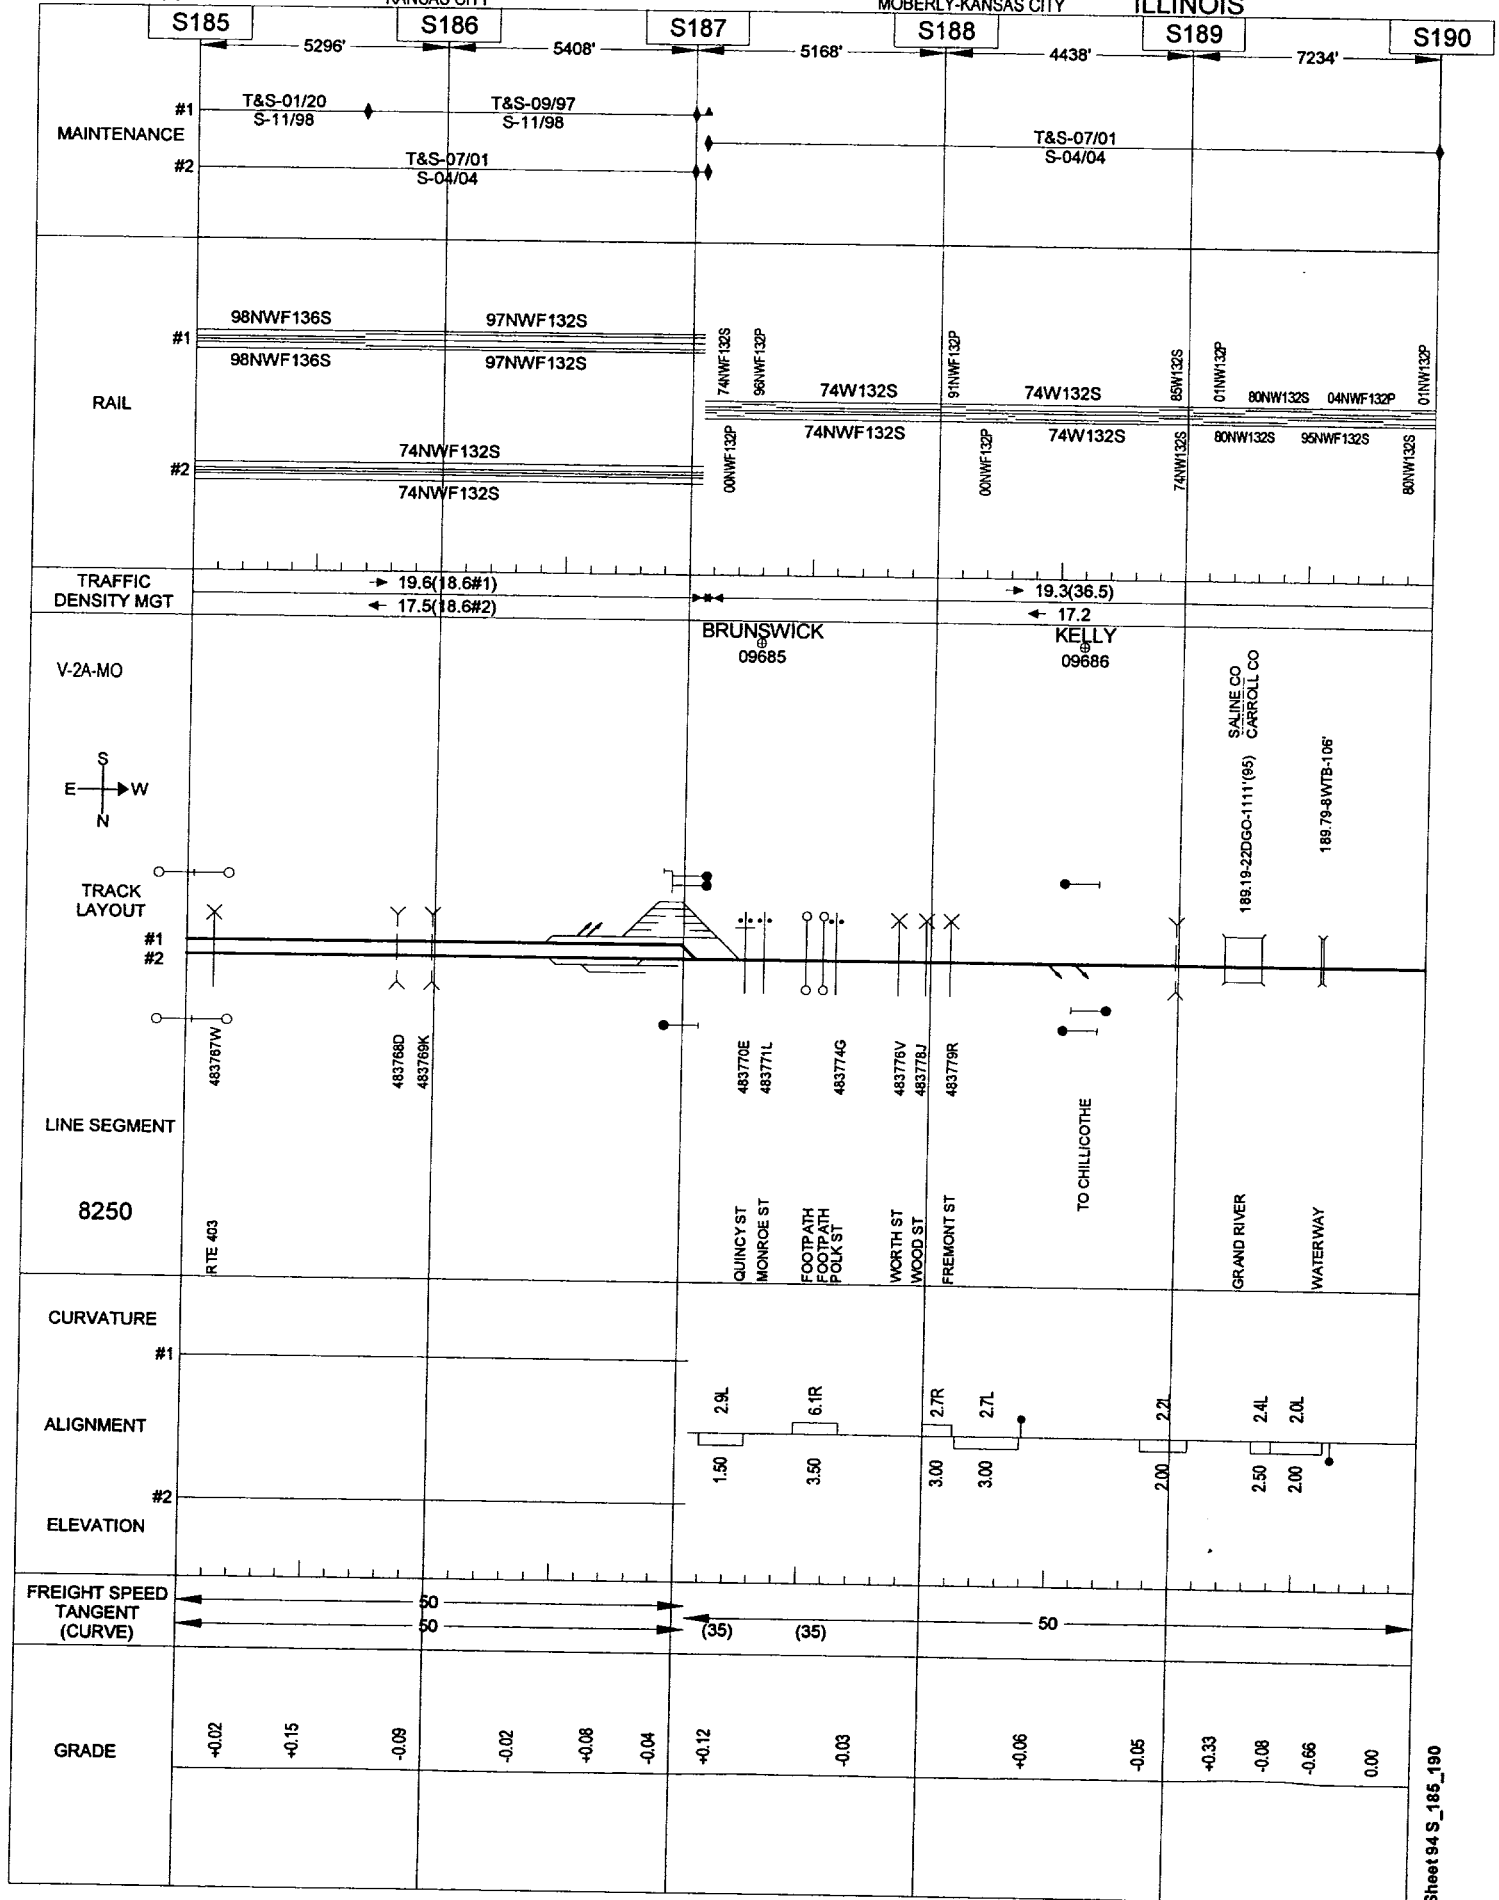 KANSAS CITY
MOBERLY-KANSAS CITY
ILLINOIS
S185
S186
S187
S188
S189
S190
5296'
5408'
5168'
4438'
7234'
MAINTENANCE
#1
T&S-01/20
S-11/98
T&S-09/97
S-11/98
#2
T&S-07/01
S-04/04
T&S-07/01
S-04/04
RAIL
#1
98NWF136S
97NWF132S
98NWF136S
97NWF132S
#2
74NWF132S
74NWF132S
74NWF132S
96NWF132P
74W132S
91NWF132P
74W132S
85W132S
01NW132P
80NW132S
04NWF132P
01NW132P
00NWF132P
74NWF132S
00NWF132P
74W132S
74NW132S
80NW132S
95NWF132S
80NW132S
TRAFFIC
DENSITY MGT
19.6(18.6#1)
17.5(18.6#2)
19.3(36.5)
17.2
V-2A-MO
BRUNSWICK
09685
KELLY
09686
SALINE CO
CARROLL CO
189.19-22DGO-1111'(95)
189.79-8WTB-106'
S
E
W
N
TRACK
LAYOUT
#1
#2
483767W
483768D
483769K
483770E
483771L
483774G
483776V
483778J
483779R
LINE SEGMENT
8250
RTE 403
QUINCY ST
MONROE ST
FOOTPATH
FOOTPATH
POLK ST
WORTH ST
WOOD ST
FREMONT ST
TO CHILLICOTHE
GRAND RIVER
WATERWAY
CURVATURE
#1
ALIGNMENT
2.9L
6.1R
2.7R
2.7L
2.2L
2.4L
2.0L
1.50
3.50
3.00
3.00
2.00
2.50
2.00
#2
ELEVATION
FREIGHT SPEED
TANGENT
(CURVE)
50
50
(35)
(35)
50
GRADE
+0.02
+0.15
-0.09
-0.02
+0.08
-0.04
+0.12
-0.03
+0.06
-0.05
+0.33
-0.08
-0.66
0.00
Sheet 94 S_185_190